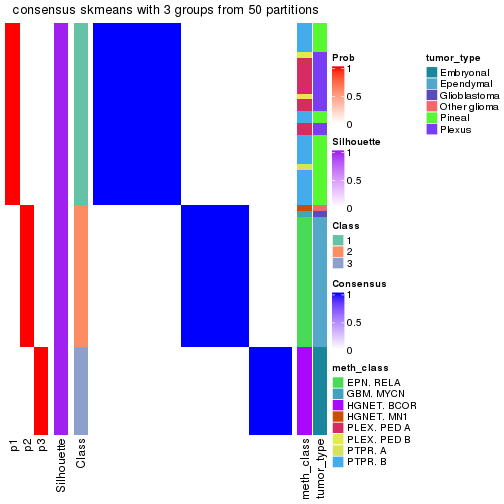 consensus skmeans with 3 groups from 50 partitions
p1
p2
p3
Silhouette
Class
meth_class
tumor_type
Prob
1
0.5
0
Silhouette
1
0.5
0
Class
1
2
3
Consensus
1
0.5
0
meth_class
EPN. RELA
GBM. MYCN
HGNET. BCOR
HGNET. MN1
PLEX. PED A
PLEX. PED B
PTPR. A
PTPR. B
tumor_type
Embryonal
Ependymal
Glioblastoma
Other glioma
Pineal
Plexus